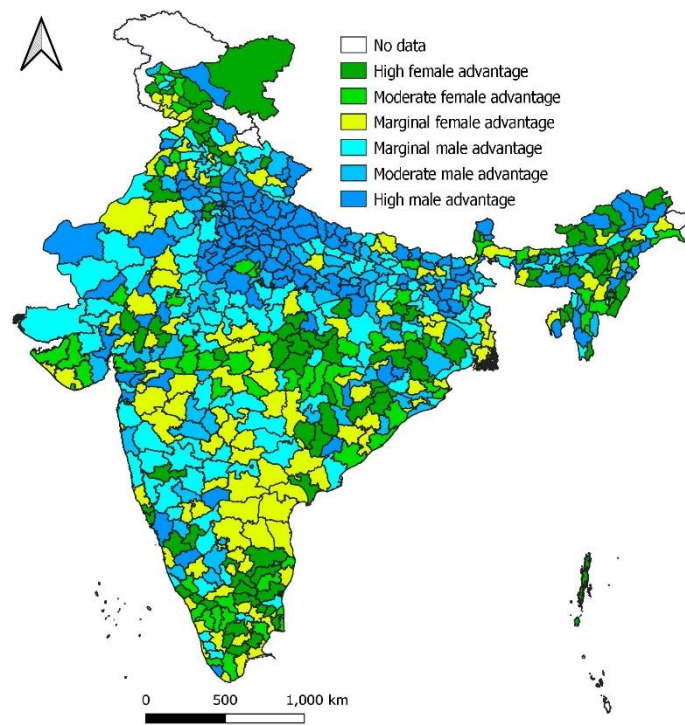 No data
High female advantage
Moderate female advantage
Marginal female advantage
Marginal male advantage
Moderate male advantage
High male advantage
0 500 1,000 km